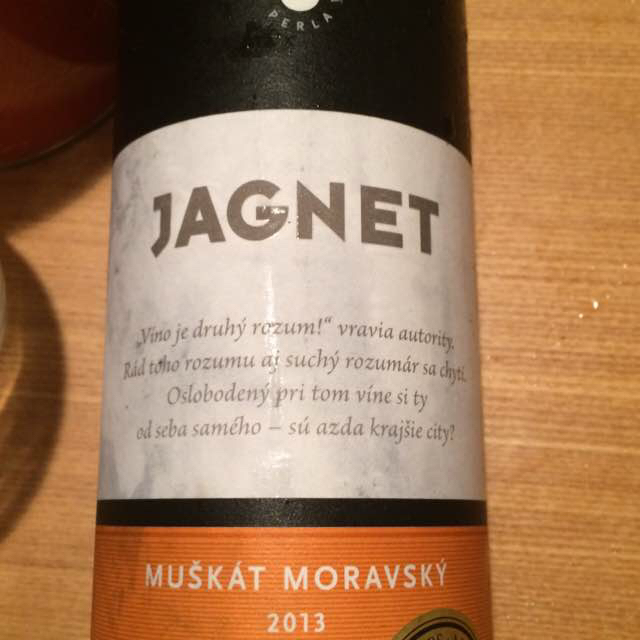 JAGNET
„Víno je druhý rozum!“ vravia autority,
Rád toho rozumu aj suchý rozumár sa chytí.
Oslobodený pri tom víne si ty
od seba samého – sú azda krajšie city?
MUŠKÁT MORAVSKÝ
2013